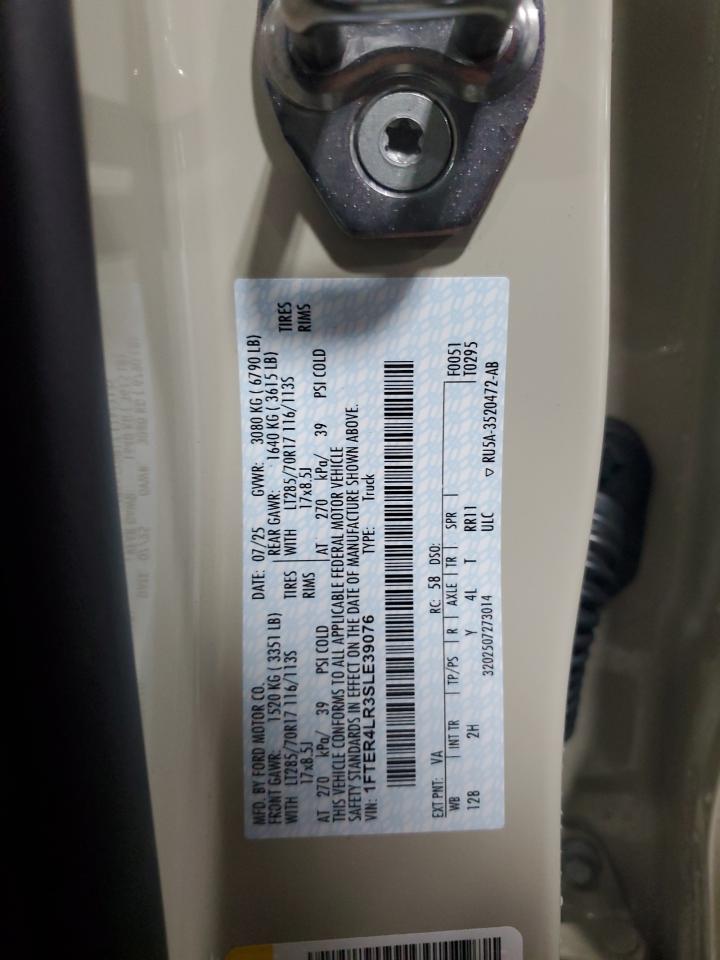 MFD. BY FORD MOTOR CO.
DATE: 07/25 GVWR: 3080 KG ( 6790 LB)
FRONT GAWR: 1520 KG ( 3351 LB) REAR GAWR: 1640 KG ( 3615 LB)
WITH LT285/70R17 116/113S TIRES WITH LT285/70R17 116/113S TIRES
17x8.5J RIMS 17x8.5J RIMS
AT 270 kPa/ 39 PSI COLD AT 270 kPa/ 39 PSI COLD
THIS VEHICLE CONFORMS TO ALL APPLICABLE FEDERAL MOTOR VEHICLE
SAFETY STANDARDS IN EFFECT ON THE DATE OF MANUFACTURE SHOWN ABOVE.
VIN: 1FTER4LR3SLE39076 TYPE: Truck
EXT PNT: VA RC: 58 DSO: F0051
WB INT TR TP/PS R AXLE TR SPR T0295
128 2H Y 4L T RR11
3202507273014 ULC ▽ RU5A-3520472-AB